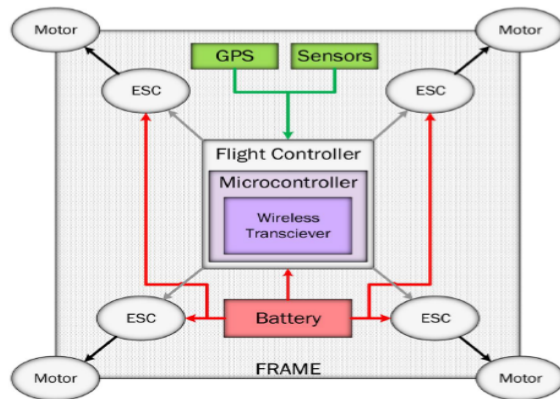 Motor
Motor
GPS
Sensors
ESC
ESC
Flight Controller
Microcontroller
Wireless
Transciever
ESC
Battery
ESC
FRAME
Motor
Motor